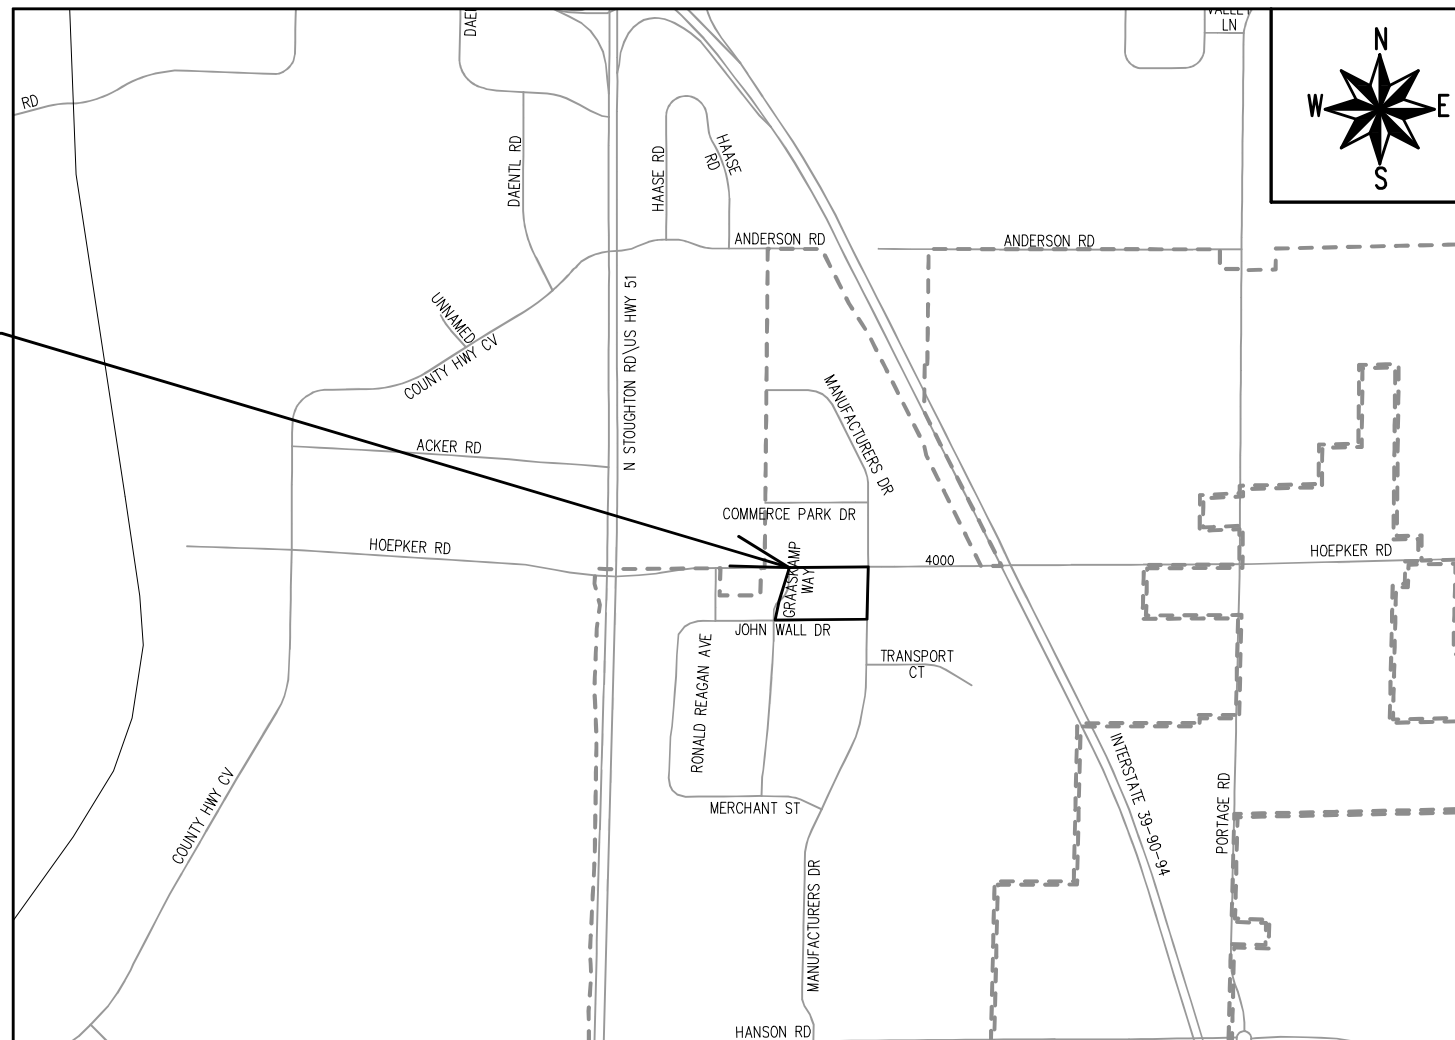 VALLEY
LN
N
W
E
S
DAE
RD
DAENTL RD
HAASE RD
HAASE
RD
ANDERSON RD
ANDERSON RD
UNNAMED
COUNTY HWY CV
N STOUGHTON RD\US HWY 51
MANUFACTURERS DR
ACKER RD
COMMERCE PARK DR
HOEPKER RD
GRAASKAMP
WAY
4000
HOEPKER RD
JOHN WALL DR
RONALD REAGAN AVE
TRANSPORT
CT
INTERSTATE 39-90-94
PORTAGE RD
COUNTY HWY CV
MERCHANT ST
MANUFACTURERS DR
HANSON RD